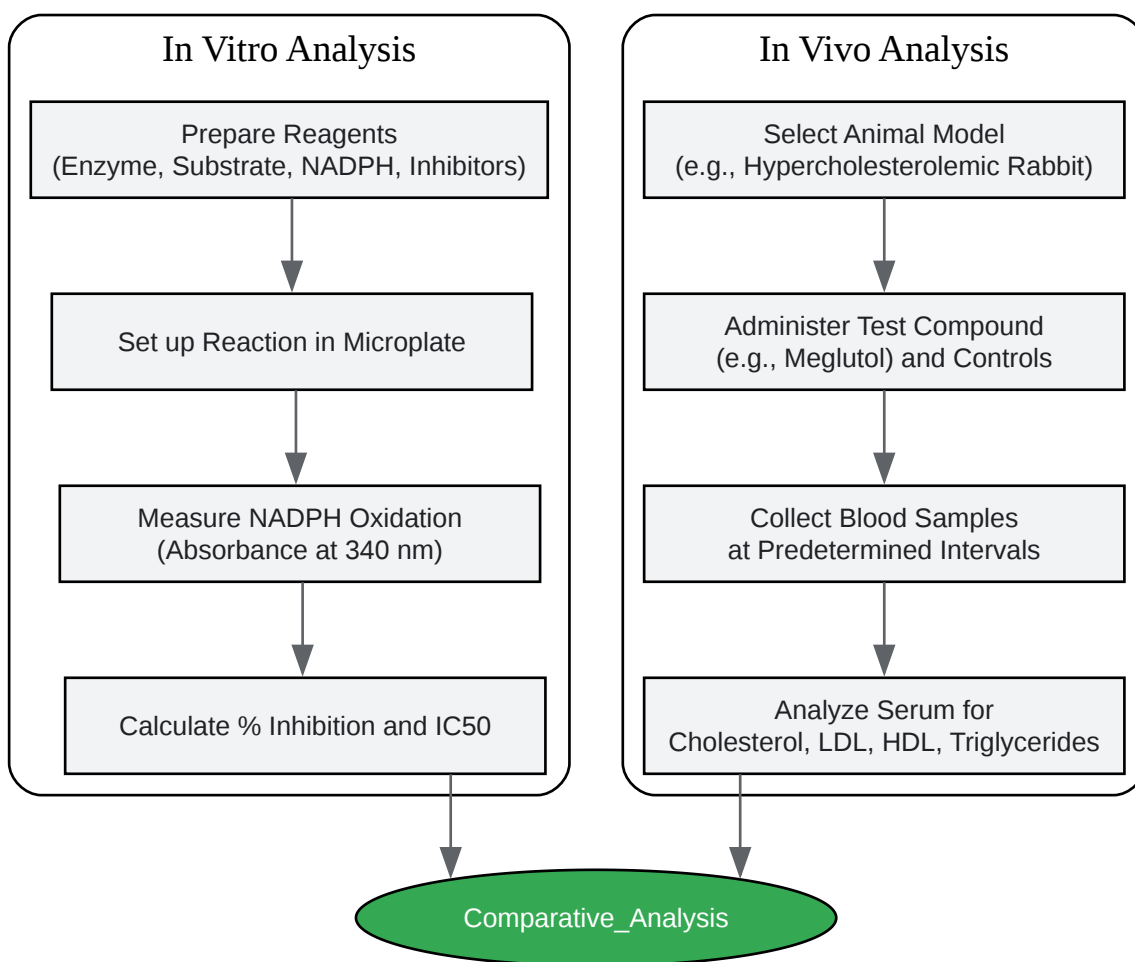 In Vitro Analysis
Prepare Reagents
(Enzyme, Substrate, NADPH, Inhibitors)
Set up Reaction in Microplate
Measure NADPH Oxidation
(Absorbance at 340 nm)
Calculate % Inhibition and IC50
In Vivo Analysis
Select Animal Model
(e.g., Hypercholesterolemic Rabbit)
Administer Test Compound
(e.g., Meglutol) and Controls
Collect Blood Samples
at Predetermined Intervals
Analyze Serum for
Cholesterol, LDL, HDL, Triglycerides
Comparative_Analysis